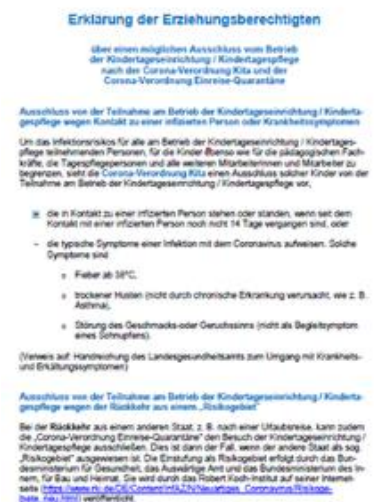 Erklärung der Erziehungsberechtigten
über einen möglichen Ausschluss vom Betrieb
der Kindertageseinrichtung / Kindertagespflege
nach der Corona-Verordnung Kita und der
Corona-Verordnung Einreise-Quarantäne
Ausschluss von der Teilnahme am Betrieb der Kindertageseinrichtung oder Kinderta-
gespflege wegen Kontakt zu einer infizierten Person oder Krankheitssymptomen
Um das Infektionsrisikos für alle am Betrieb der Kindertageseinrichtung / Kindertages-
pflege teilnehmenden Personen, für die Kinder ebenso wie für die pädagogischen Fach-
kräfte, die Tagespflegepersonen und alle weiteren Mitarbeiterinnen und Mitarbeiter zu
begrenzen, sieht die Corona-Verordnung Kita einen Ausschluss solcher Kinder von der
Teilnahme am Betrieb der Kindertageseinrichtung / Kindertagespflege vor,
die in Kontakt zu einer infizierten Person stehen oder standen, wenn seit dem
Kontakt mit einer infizierten Person noch nicht 14 Tage vergangen sind, oder
– die typische Symptome einer Infektion mit dem Coronavirus aufweisen. Solche
Symptome sind
o Fieber ab 38°C,
o trockener Husten (nicht durch chronische Erkrankung verursacht, wie z. B.
Asthma),
o Störung des Geschmacks-oder Geruchssinns (nicht als Begleitsymptom
eines Schnupfens).
(Verweis auf: Handreichung des Landesgesundheitsamts zum Umgang mit Krankheits-
und Erkältungssymptomen)
Ausschluss von der Teilnahme am Betrieb der Kindertageseinrichtung oder Kinderta-
gespflege wegen der Rückkehr aus einem „Risikogebiet"
Bei der Rückkehr aus einem anderen Staat, z. B. nach einer Urlaubsreise, kann zudem
die „Corona-Verordnung Einreise-Quarantäne" den Besuch der Kindertageseinrichtung /
Kindertagespflege ausschließen. Dies ist dann der Fall, wenn der andere Staat als sog.
„Risikogebiet" ausgewiesen ist. Die Einstufung als Risikogebiet erfolgt durch das Bun-
desministerium für Gesundheit, das Auswärtige Amt und das Bundesministerium des In-
nern, für Bau und Heimat. Sie wird durch das Robert Koch-Institut auf seiner Internet-
seite veröffentlicht.